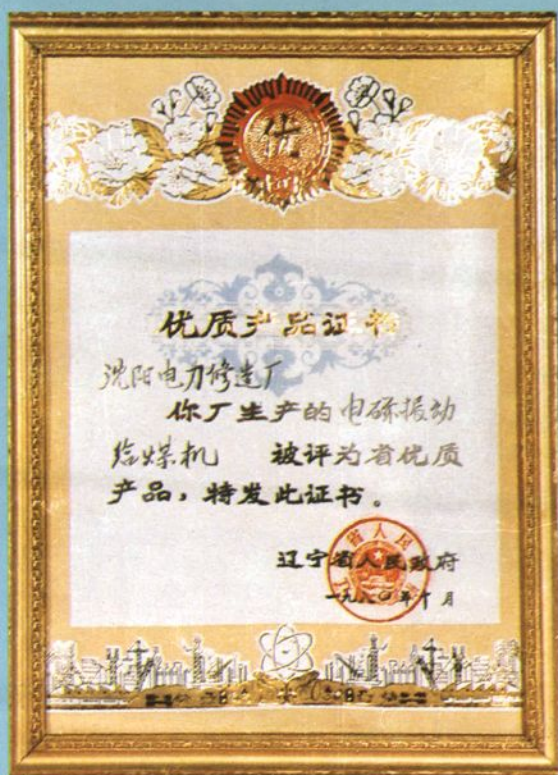 优
优质产品证书
沈阳电力修造厂
你厂生产的电磁振动
给煤机 被评为省优质
产品，特发此证书。
辽宁省人民政府
一九八〇年十月